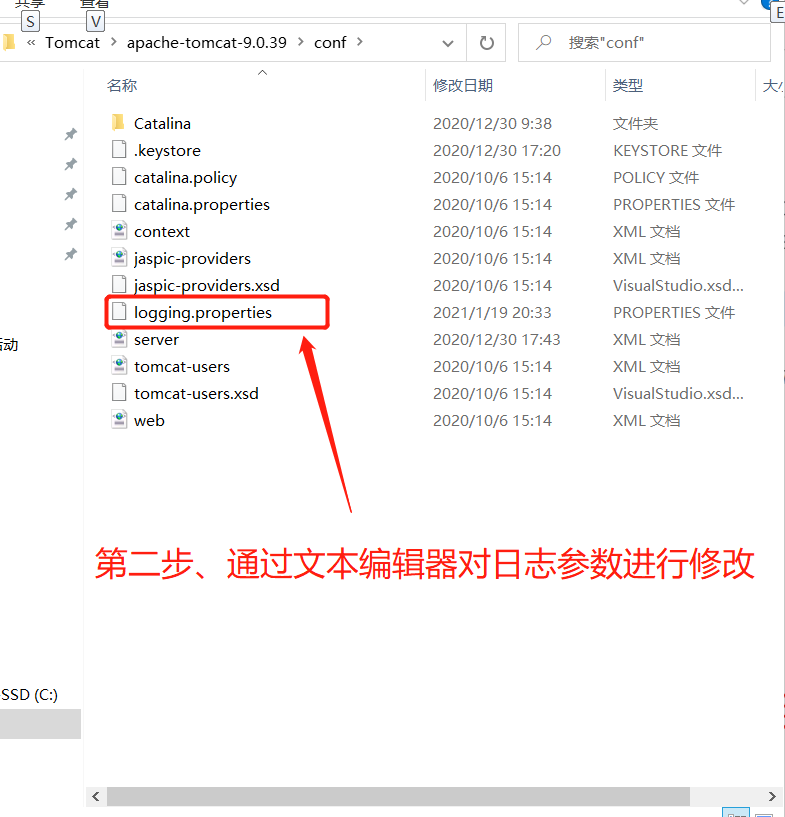 共享
查看
S
V
E
« Tomcat > apache-tomcat-9.0.39 > conf >
搜索"conf"
名称 修改日期 类型
Catalina 2020/12/30 9:38 文件夹
.keystore 2020/12/30 17:20 KEYSTORE 文件
catalina.policy 2020/10/6 15:14 POLICY 文件
catalina.properties 2020/10/6 15:14 PROPERTIES 文件
context 2020/10/6 15:14 XML 文档
jaspic-providers 2020/10/6 15:14 XML 文档
jaspic-providers.xsd 2020/10/6 15:14 VisualStudio.xsd...
logging.properties 2021/1/19 20:33 PROPERTIES 文件
server 2020/12/30 17:43 XML 文档
tomcat-users 2020/10/6 15:14 XML 文档
tomcat-users.xsd 2020/10/6 15:14 VisualStudio.xsd...
web 2020/10/6 15:14 XML 文档
动
第二步、通过文本编辑器对日志参数进行修改
SSD (C:)